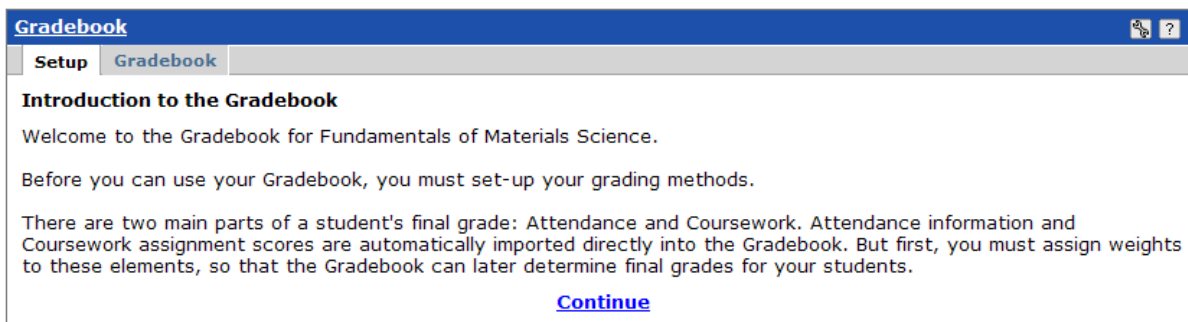 Gradebook
?
Setup Gradebook
Introduction to the Gradebook
Welcome to the Gradebook for Fundamentals of Materials Science.
Before you can use your Gradebook, you must set-up your grading methods.
There are two main parts of a student's final grade: Attendance and Coursework. Attendance information and
Coursework assignment scores are automatically imported directly into the Gradebook. But first, you must assign weights
to these elements, so that the Gradebook can later determine final grades for your students.
Continue